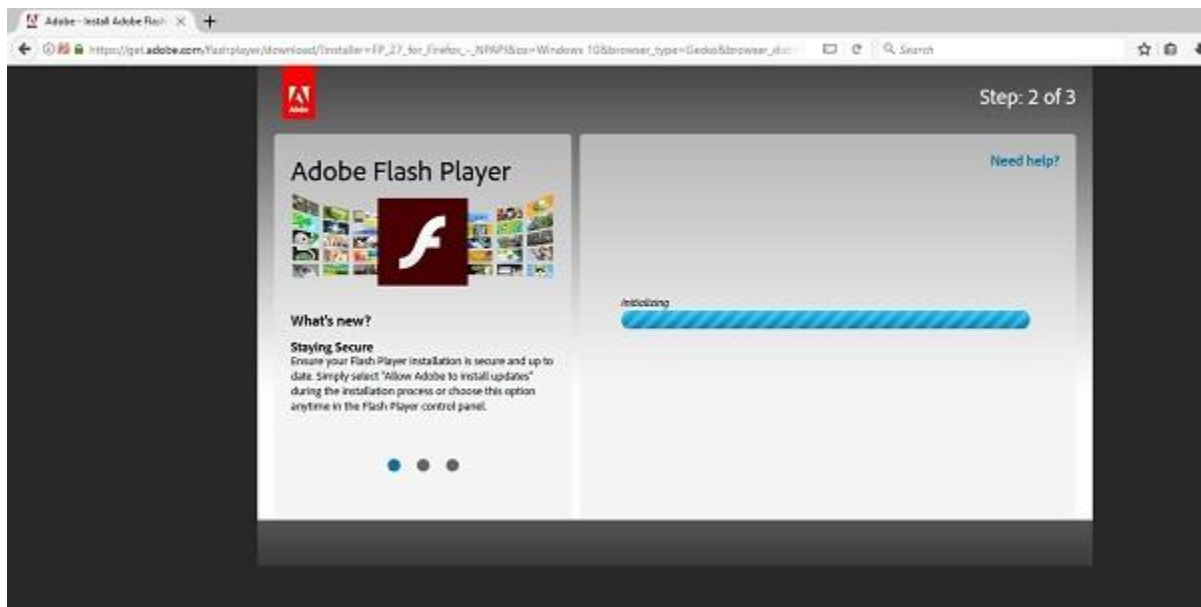 Adobe - Install Adobe Flash
https://get.adobe.com/flashplayer/download/?installer=FP_27_for_Firefox_-_NPAPI&os=Windows 10&browser_type=Gecko&browser_dist
Search
Adobe
Step: 2 of 3
Adobe Flash Player
Need help?
Initializing
What's new?
Staying Secure
Ensure your Flash Player installation is secure and up to
date. Simply select "Allow Adobe to install updates"
during the installation process or choose this option
anytime in the Flash Player control panel.